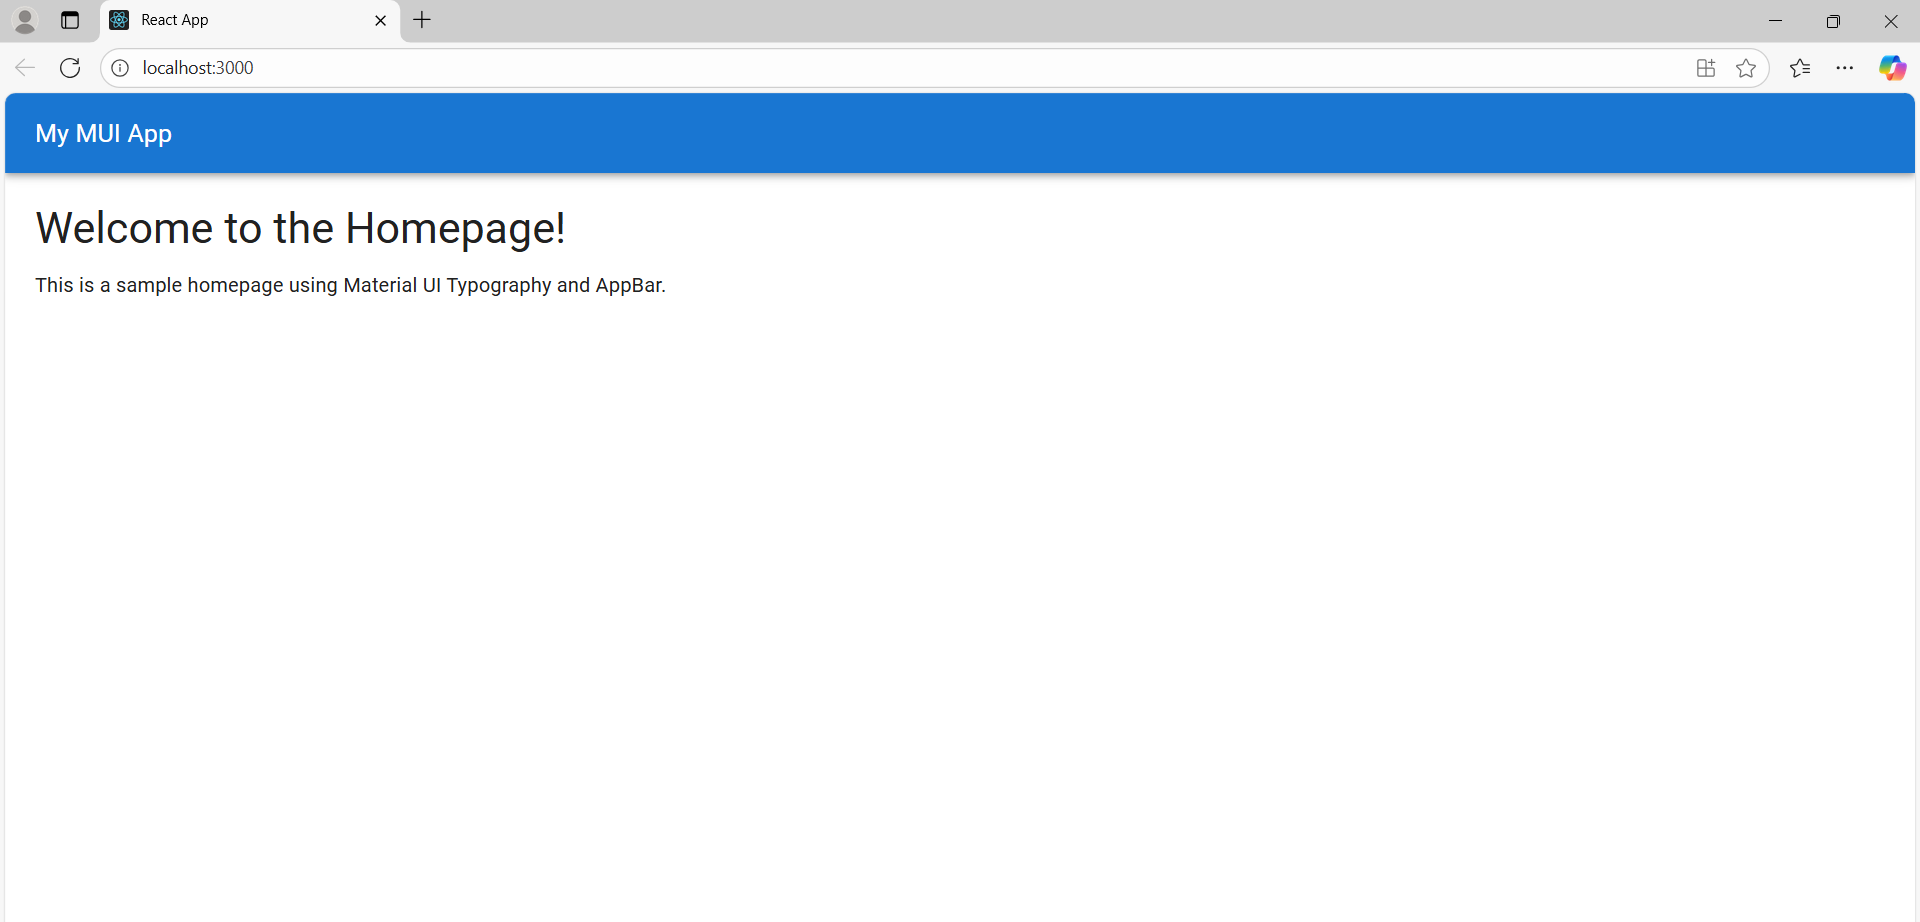 React App
localhost:3000
My MUI App
Welcome to the Homepage!
This is a sample homepage using Material UI Typography and AppBar.